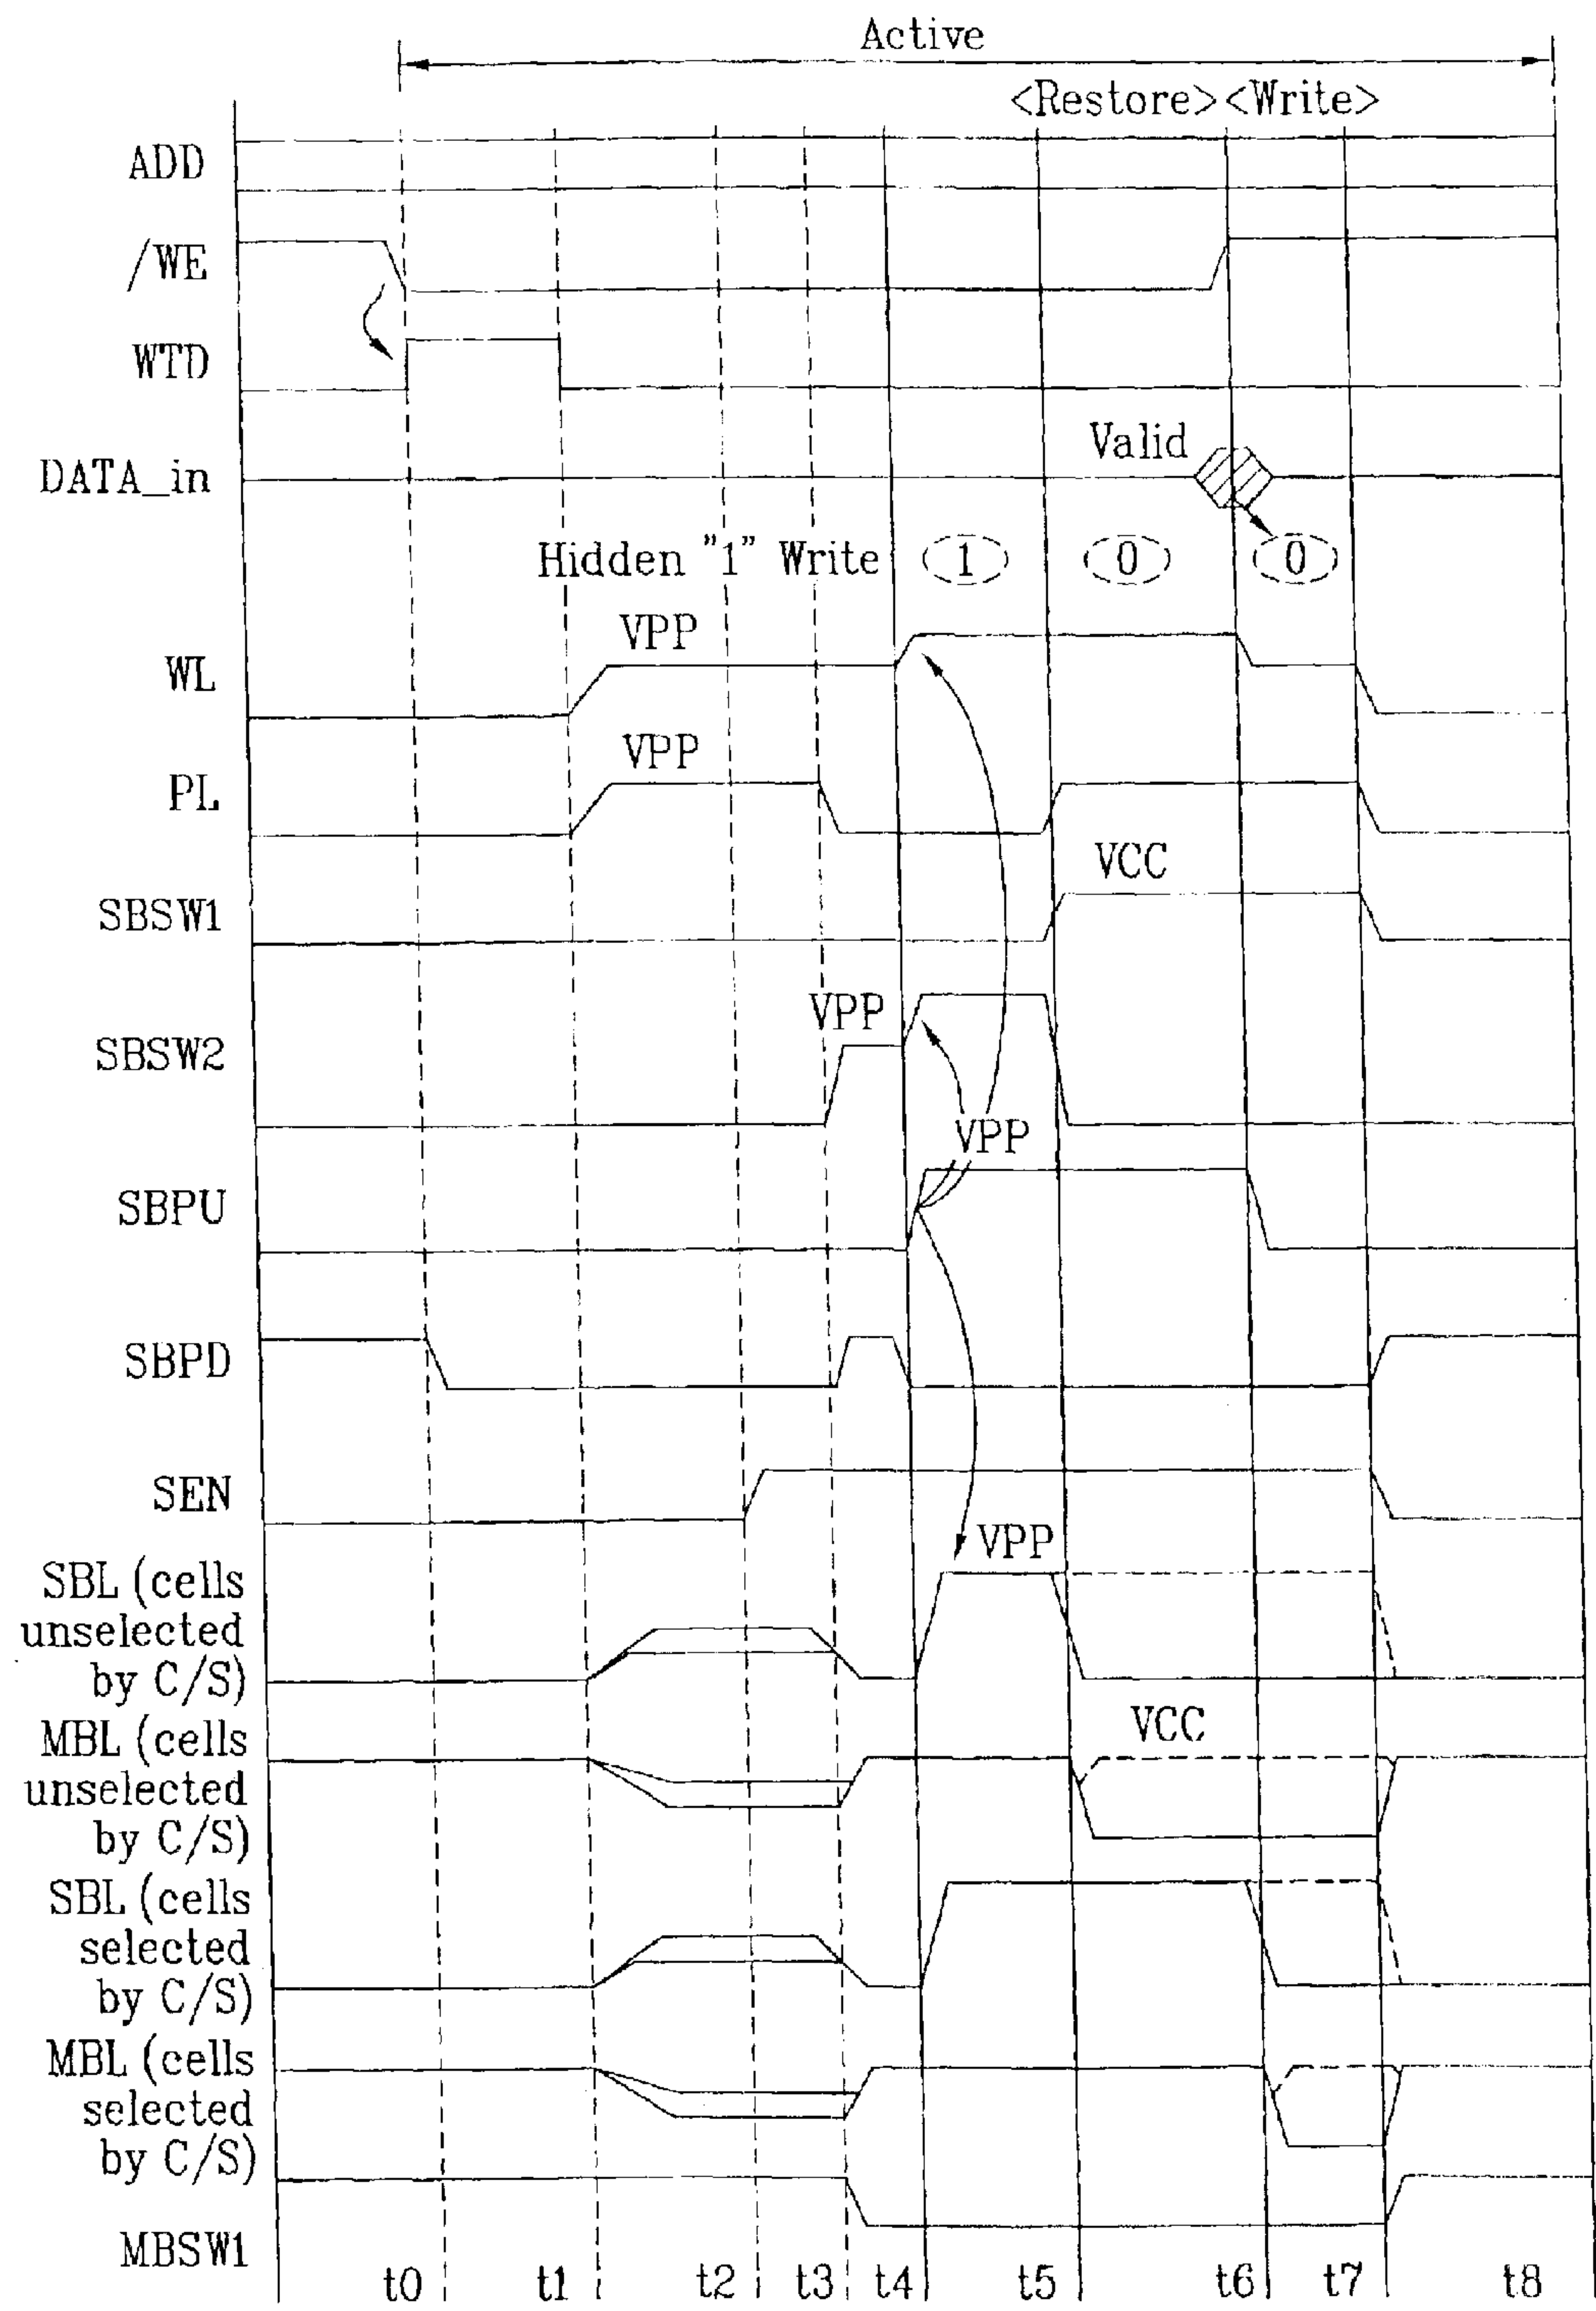 Active
<Restore> <Write>
ADD
/WE
WTD
Valid
DATA_in
Hidden "1" Write 1 0 0
VPP
WL
VPP
PL
VCC
SBSW1
VPP
SBSW2
VPP
SBPU
SBPD
SEN
VPP
SBL (cells
unselected
by C/S)
VCC
MBL (cells
unselected
by C/S)
SBL (cells
selected
by C/S)
MBL (cells
selected
by C/S)
MBSW1
t0 t1 t2 t3 t4 t5 t6 t7 t8